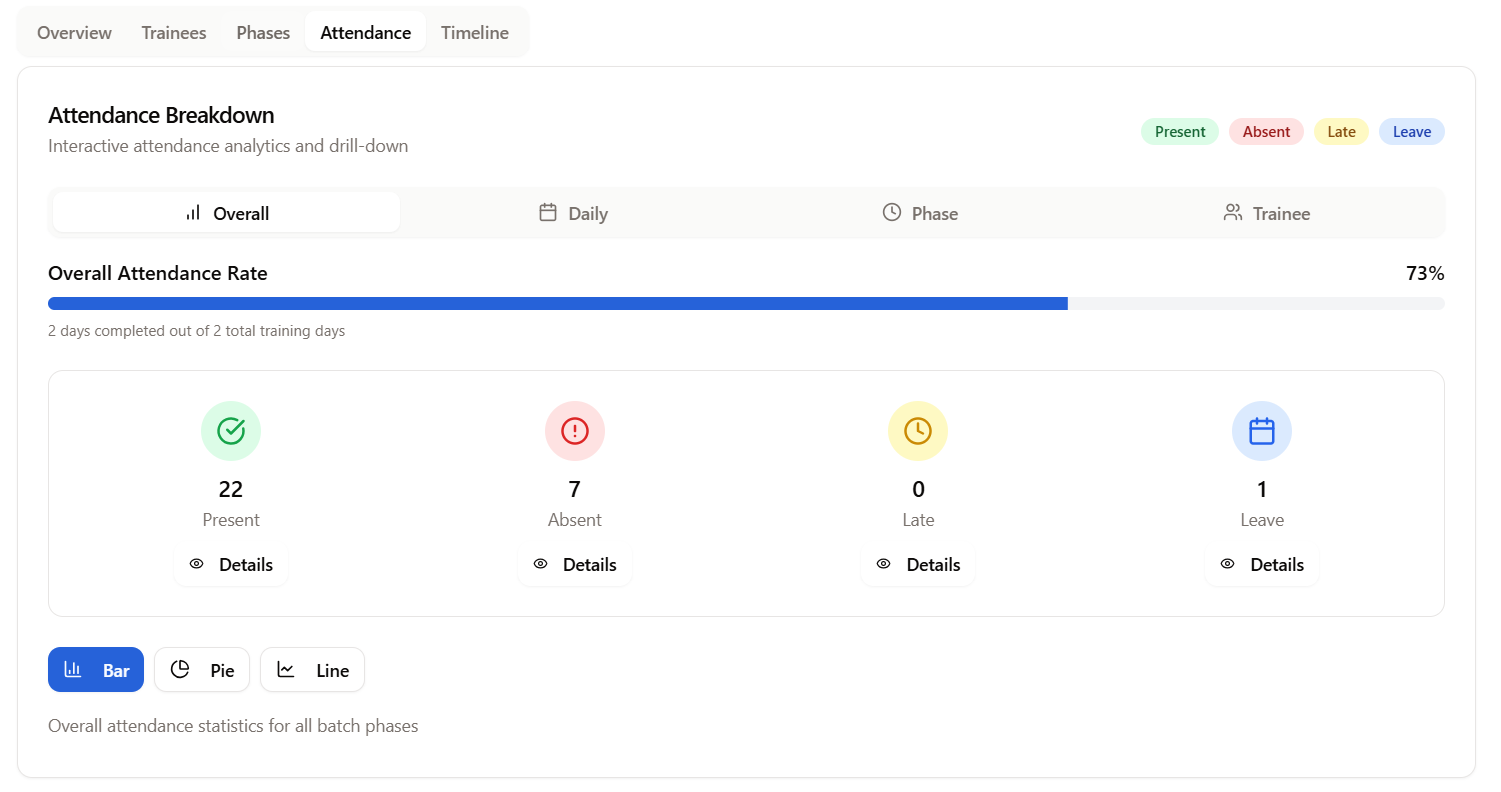 Overview Trainees Phases Attendance Timeline
Attendance Breakdown
Interactive attendance analytics and drill-down
Present Absent Late Leave
Overall Daily Phase Trainee
Overall Attendance Rate 73%
2 days completed out of 2 total training days
22 7 0 1
Present Absent Late Leave
Details Details Details Details
Bar Pie Line
Overall attendance statistics for all batch phases